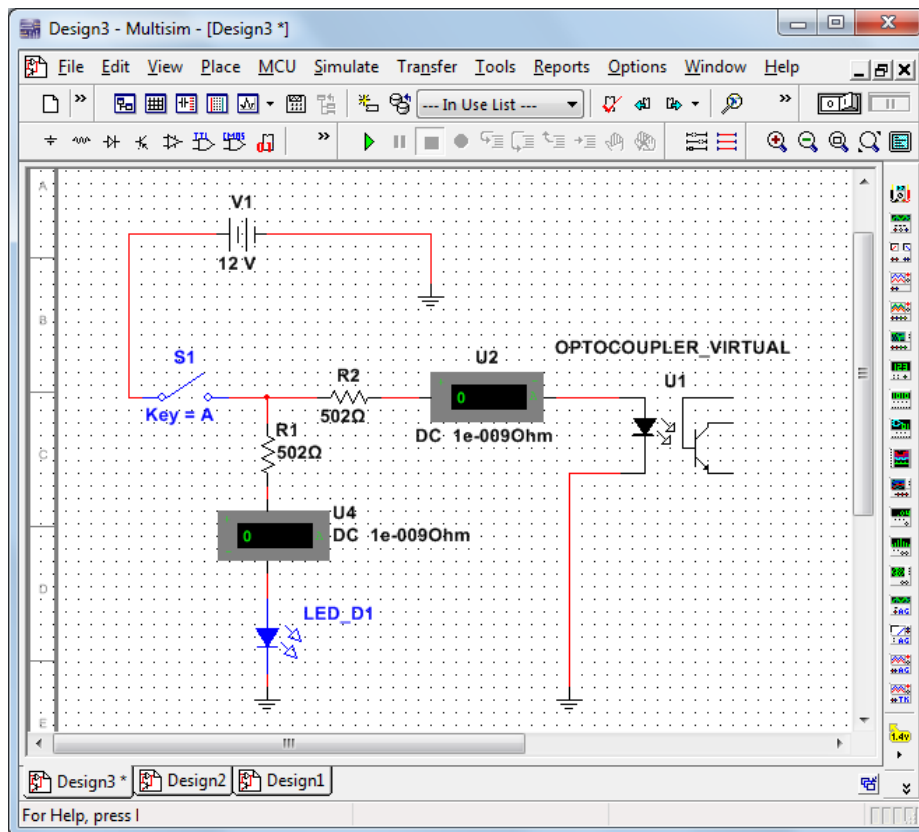 Design3 - Multisim - [Design3 *]
File Edit View Place MCU Simulate Transfer Tools Reports Options Window Help
--- In Use List ---
A
V1
12 V
B
OPTOCOUPLER_VIRTUAL
S1
R2
U2
U1
0
Key = A
502Ω
DC 1e-009Ohm
R1
502Ω
C
U4
0
DC 1e-009Ohm
D
LED_D1
E
1.4v
Design3 * Design2 Design1
For Help, press I